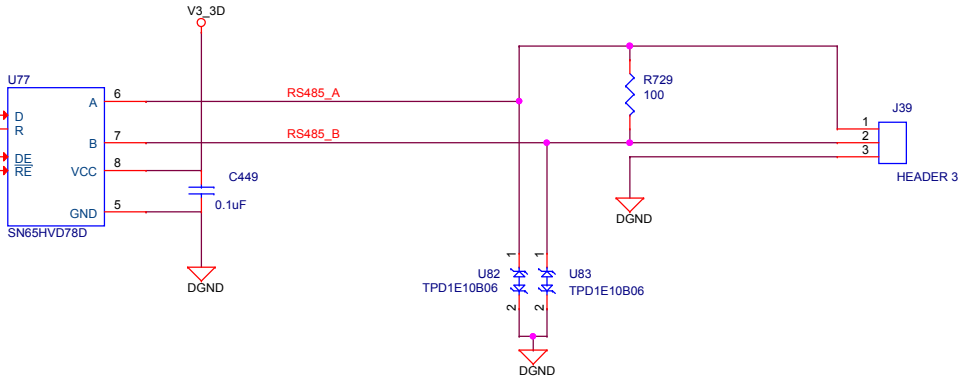 V3_3D
U77
D
R
DE
RE
A
B
VCC
GND
6
7
8
5
SN65HVD78D
RS485_A
RS485_B
C449
0.1uF
DGND
R729
100
J39
1
2
3
HEADER 3
DGND
1
U82
TPD1E10B06
2
1
U83
TPD1E10B06
2
DGND